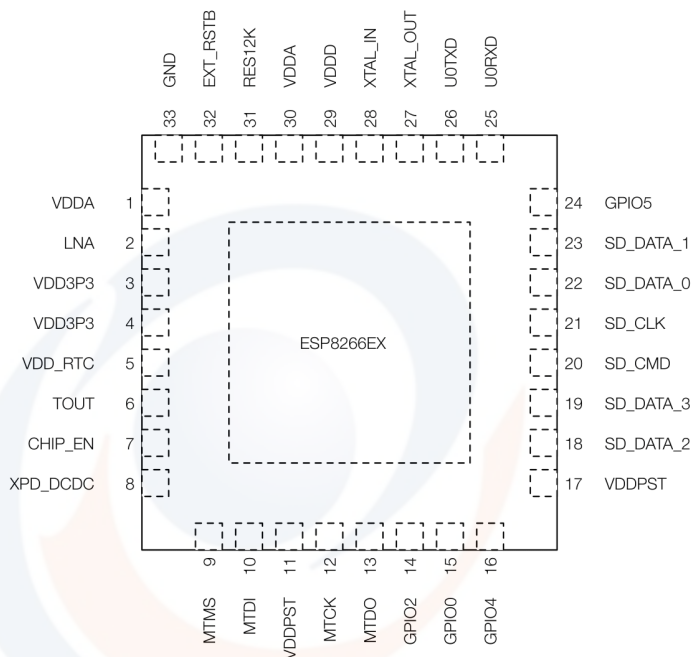 GND
EXT_RSTB
RES12K
VDDA
VDDD
XTAL_IN
XTAL_OUT
U0TXD
U0RXD
33
32
31
30
29
28
27
26
25
VDDA 1
24 GPIO5
LNA 2
23 SD_DATA_1
VDD3P3 3
22 SD_DATA_0
VDD3P3 4
21 SD_CLK
ESP8266EX
VDD_RTC 5
20 SD_CMD
TOUT 6
19 SD_DATA_3
CHIP_EN 7
18 SD_DATA_2
XPD_DCDC 8
17 VDDPST
9
10
11
12
13
14
15
16
MTMS
MTDI
VDDPST
MTCK
MTDO
GPIO2
GPIO0
GPIO4